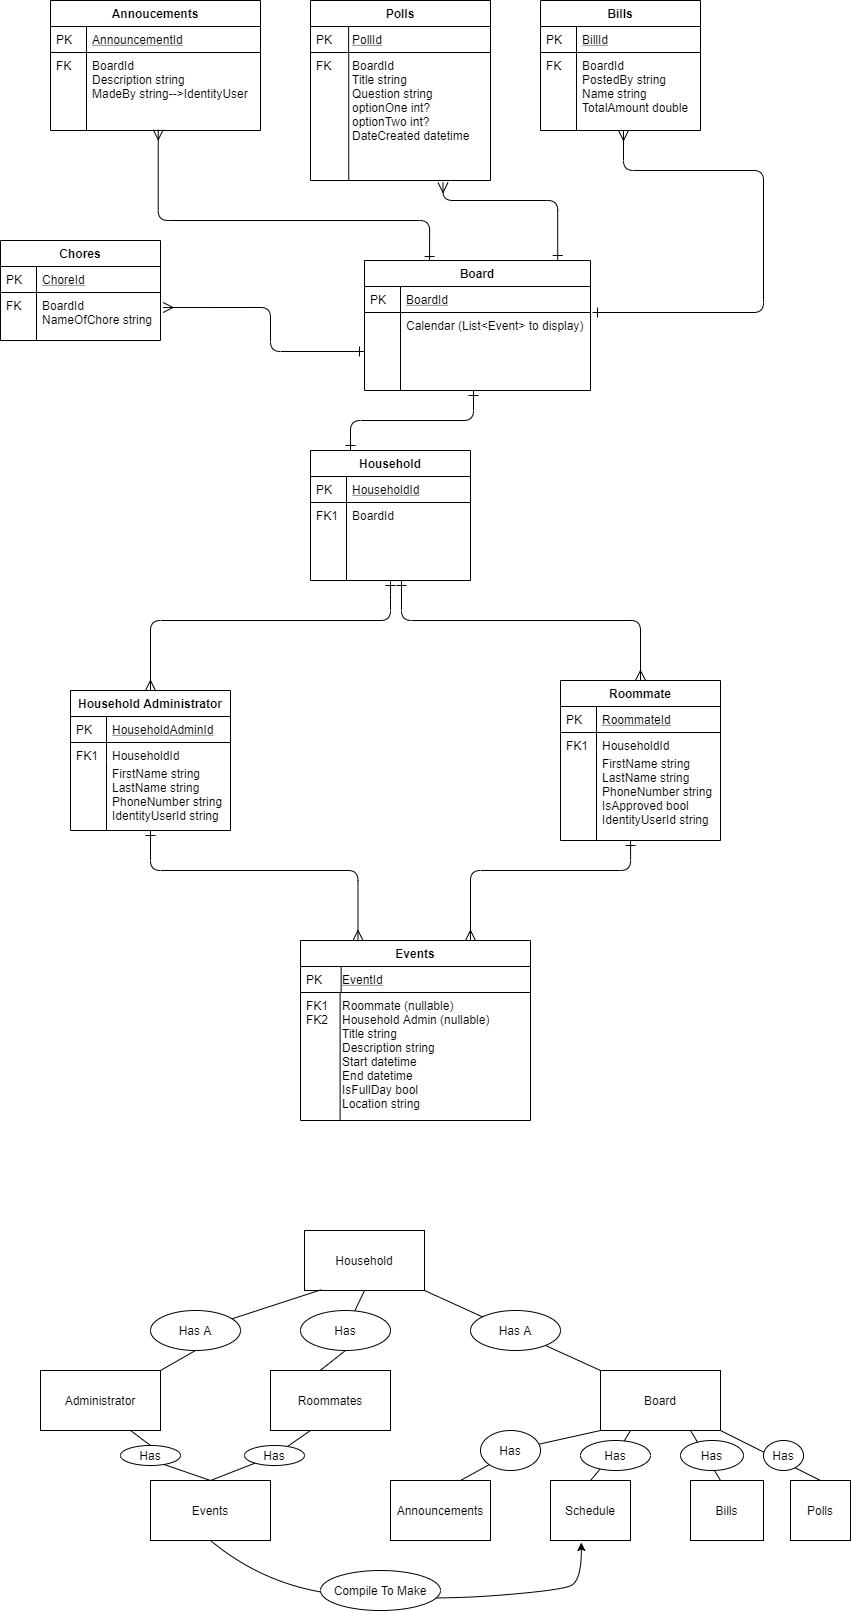 Annoucements
PK AnnouncementId
FK BoardId
Description string
MadeBy string-->IdentityUser
Polls
PK PollId
FK BoardId
Title string
Question string
optionOne int?
optionTwo int?
DateCreated datetime
Bills
PK BillId
FK BoardId
PostedBy string
Name string
TotalAmount double
Chores
PK ChoreId
FK BoardId
NameOfChore string
Board
PK BoardId
Calendar (List<Event> to display)
Household
PK HouseholdId
FK1 BoardId
Household Administrator
PK HouseholdAdminId
FK1 HouseholdId
FirstName string
LastName string
PhoneNumber string
IdentityUserId string
Roommate
PK RoommateId
FK1 HouseholdId
FirstName string
LastName string
PhoneNumber string
IsApproved bool
IdentityUserId string
Events
PK EventId
FK1 Roommate (nullable)
FK2 Household Admin (nullable)
Title string
Description string
Start datetime
End datetime
IsFullDay bool
Location string
Household
Has A
Has
Has A
Administrator
Roommates
Board
Has
Has
Has
Has
Has
Has
Events
Announcements
Schedule
Bills
Polls
Compile To Make